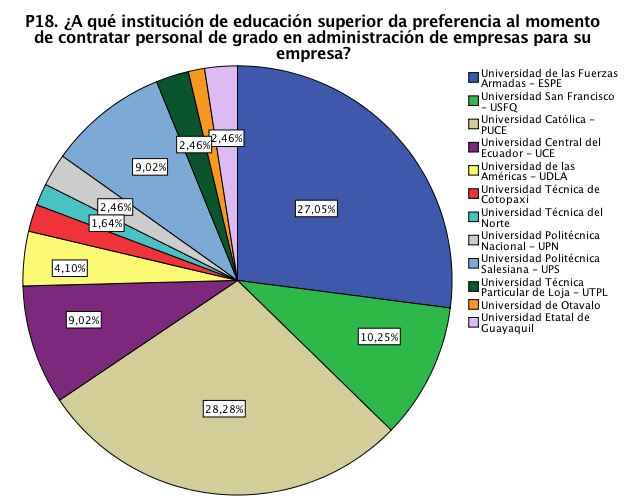 P18. ¿A qué institución de educación superior da preferencia al momento
de contratar personal de grado en administración de empresas para su
empresa?
Universidad de las Fuerzas
Armadas – ESPE
Universidad San Francisco
– USFQ
Universidad Católica –
PUCE
Universidad Central del
Ecuador – UCE
Universidad de las
Américas – UDLA
Universidad Técnica de
Cotopaxi
Universidad Técnica del
Norte
Universidad Politécnica
Nacional – UPN
Universidad Politécnica
Salesiana – UPS
Universidad Técnica
Particular de Loja – UTPL
Universidad de Otavalo
Universidad Etatal de
Guayaquil
2,46%
2,46%
9,02%
2,46%
1,64%
27,05%
4,10%
9,02%
10,25%
28,28%